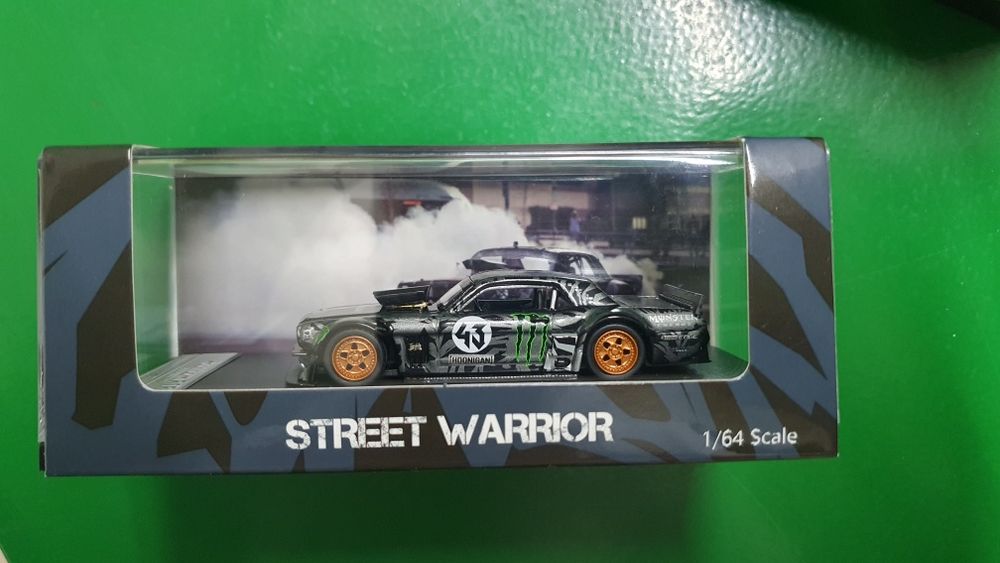 MONSTER
43
[HOONIGAN]
STREET WARRIOR
1/64 Scale